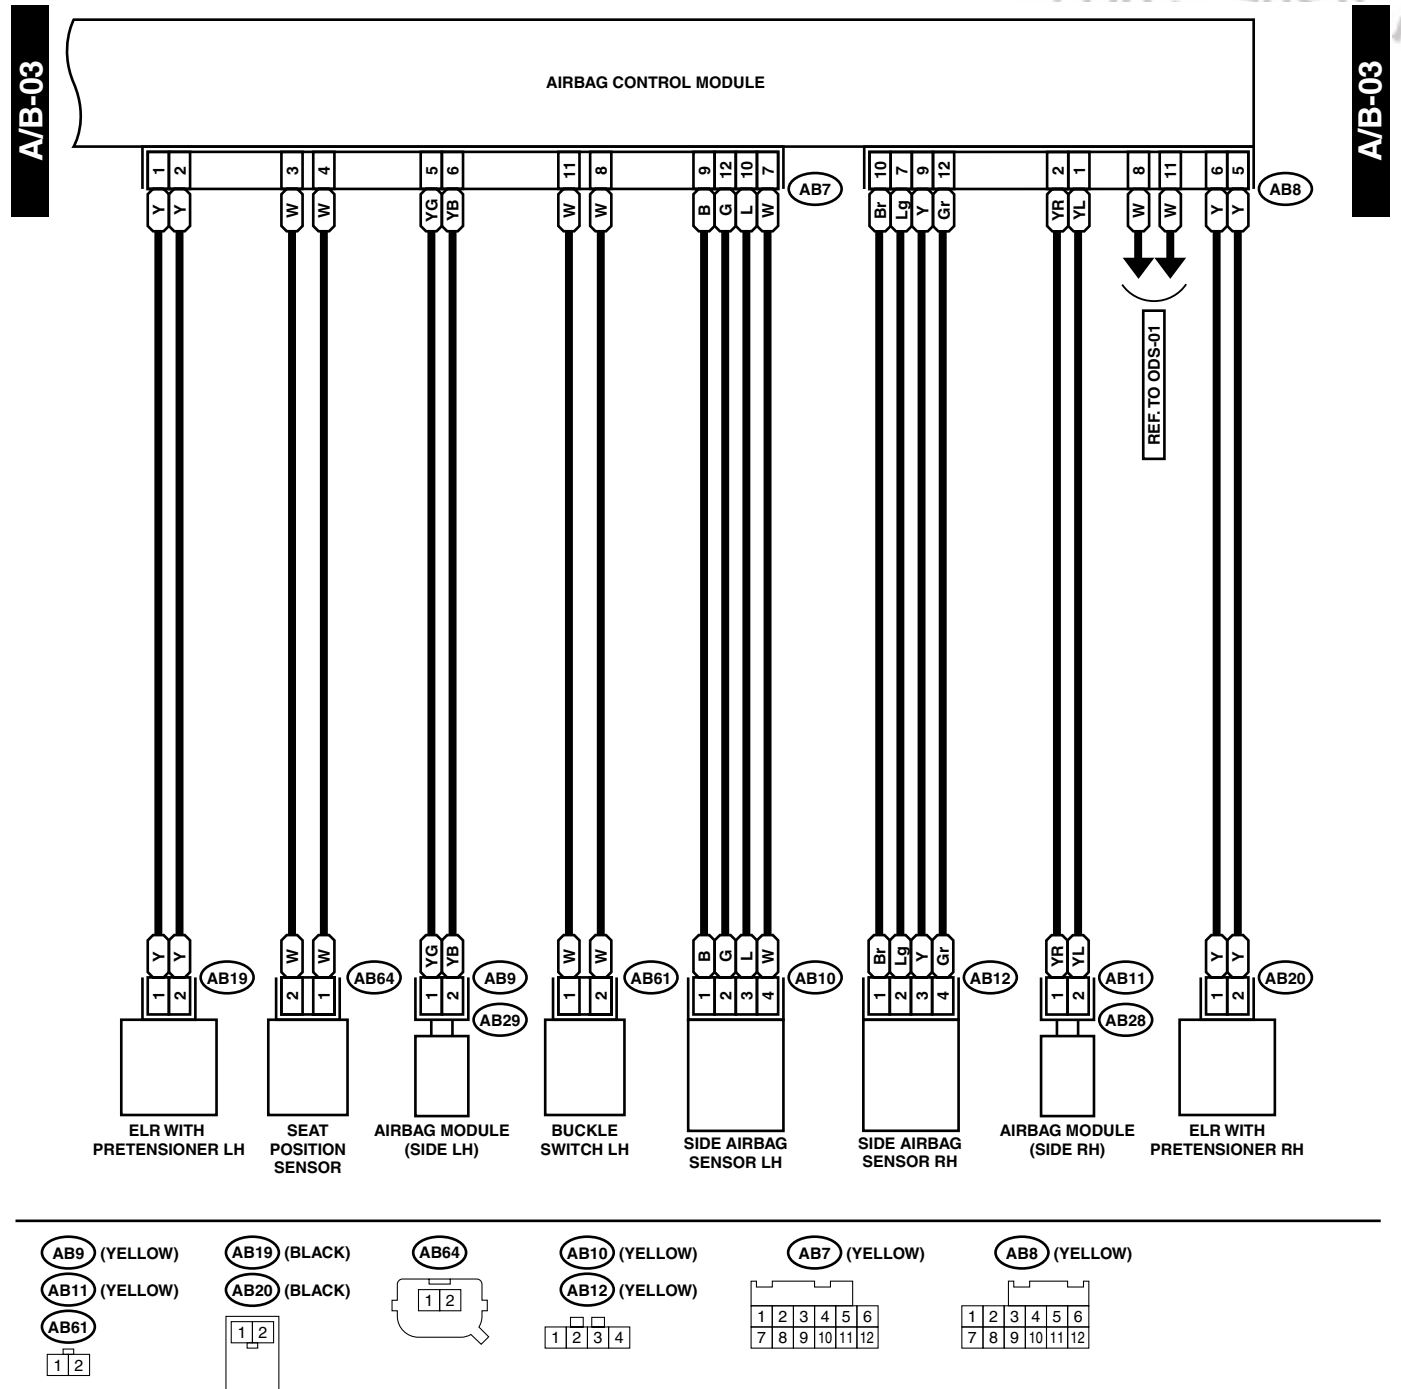 A/B-03
A/B-03
AIRBAG CONTROL MODULE
1 2 3 4 5 6 11 8 9 12 10 7 AB7
10 7 9 12 2 1 8 11 6 5 AB8
Y Y W W YG YB W W B G L W Br Lg Y Gr YR YL W W Y Y
REF. TO ODS-01
Y Y W W YG YB W W B G L W Br Lg Y Gr YR YL Y Y
1 2 AB19 2 1 AB64 1 2 AB9 1 2 AB61 1 2 3 4 AB10 1 2 3 4 AB12 1 2 AB11 1 2 AB20
AB29 AB28
ELR WITH
PRETENSIONER LH
SEAT
POSITION
SENSOR
AIRBAG MODULE
(SIDE LH)
BUCKLE
SWITCH LH
SIDE AIRBAG
SENSOR LH
SIDE AIRBAG
SENSOR RH
AIRBAG MODULE
(SIDE RH)
ELR WITH
PRETENSIONER RH
AB9 (YELLOW)
AB11 (YELLOW)
AB61
1 2
AB19 (BLACK)
AB20 (BLACK)
1 2
AB64
1 2
AB10 (YELLOW)
AB12 (YELLOW)
1 2 3 4
AB7 (YELLOW)
1 2 3 4 5 6
7 8 9 10 11 12
AB8 (YELLOW)
1 2 3 4 5 6
7 8 9 10 11 12